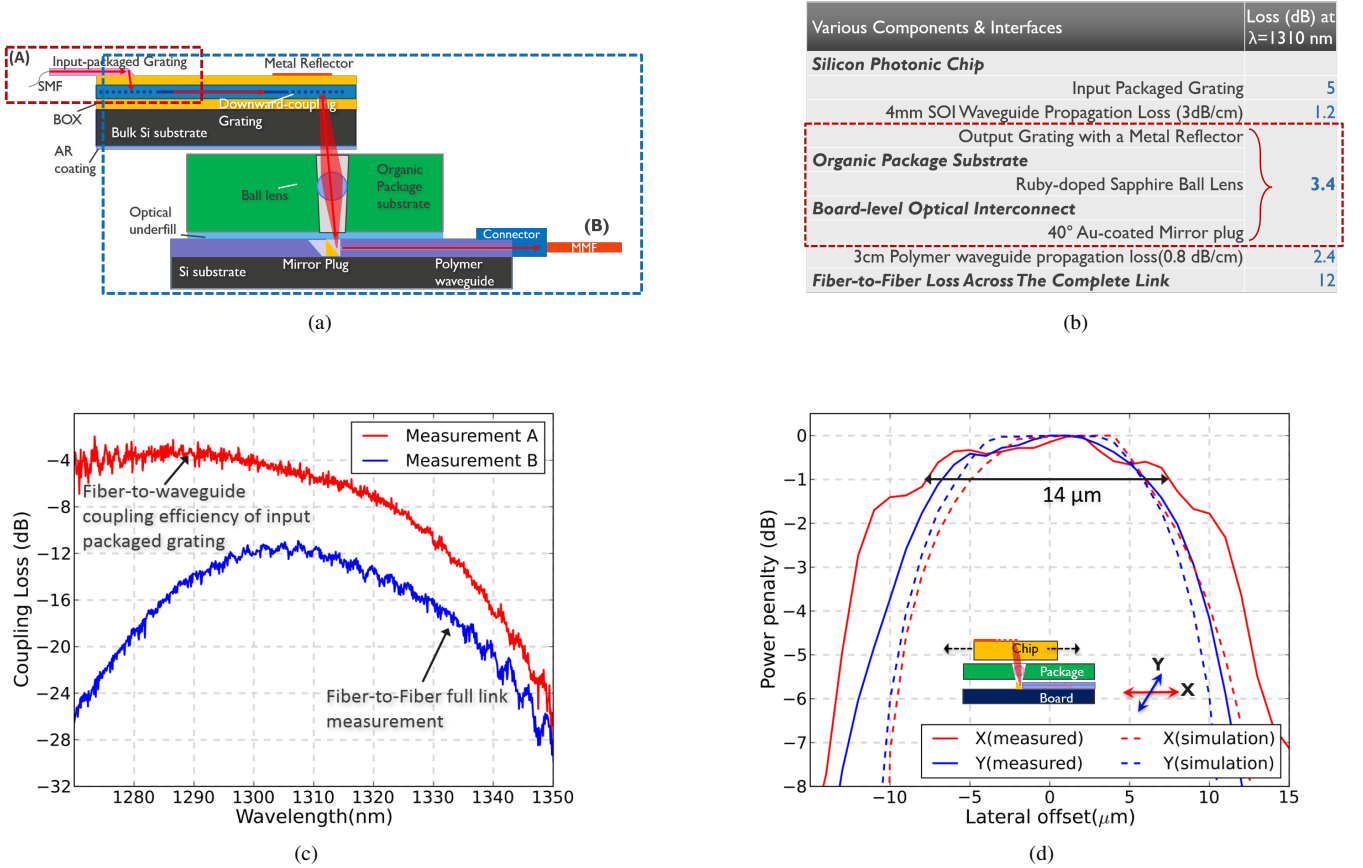 (A)
Input-packaged Grating
SMF
Metal Reflector
Downward-coupling
Grating
BOX
Bulk Si substrate
AR
coating
Ball lens
Organic
Package
substrate
Optical
underfill
Connector
(B)
MMF
Si substrate
Mirror Plug
Polymer
waveguide
(a)
Various Components & Interfaces
Loss (dB) at
λ=1310 nm
Silicon Photonic Chip
Input Packaged Grating 5
4mm SOI Waveguide Propagation Loss (3dB/cm) 1.2
Output Grating with a Metal Reflector
Organic Package Substrate
Ruby-doped Sapphire Ball Lens 3.4
Board-level Optical Interconnect
40° Au-coated Mirror plug
3cm Polymer waveguide propagation loss(0.8 dB/cm) 2.4
Fiber-to-Fiber Loss Across The Complete Link 12
(b)
Coupling Loss (dB)
−4
−8
−12
−16
−20
−24
−28
−32
Measurement A
Measurement B
Fiber-to-waveguide
coupling efficiency of input
packaged grating
Fiber-to-Fiber full link
measurement
1280 1290 1300 1310 1320 1330 1340 1350
Wavelength(nm)
(c)
Power penalty (dB)
0
−1
−2
−3
−4
−5
−6
−7
−8
14 μm
Chip
Package
Board
Y
X
X(measured)
Y(measured)
X(simulation)
Y(simulation)
−10 −5 0 5 10 15
Lateral offset(μm)
(d)